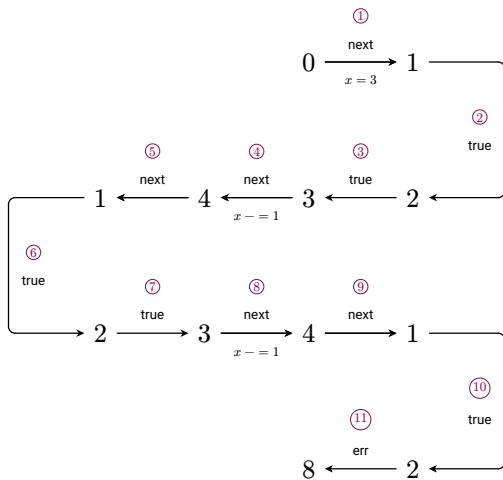 ①
next
0 1
x = 3
②
true
⑤ ④ ③
next next true
1 4 3 2
x − = 1
⑥
true
⑦ ⑧ ⑨
true next next
2 3 4 1
x − = 1
⑩
true
⑪
err
8 2